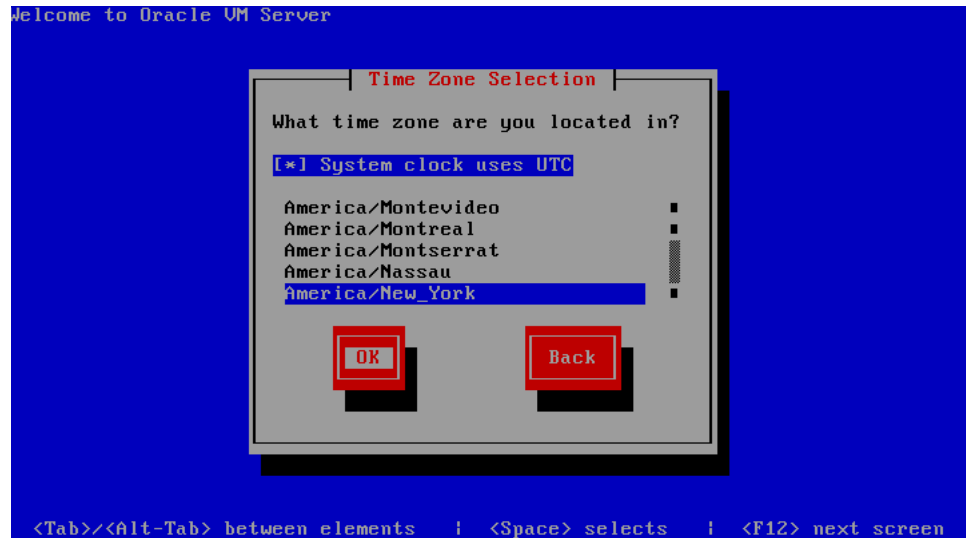 Welcome to Oracle VM Server
Time Zone Selection
What time zone are you located in?
[*] System clock uses UTC
America/Montevideo
America/Montreal
America/Montserrat
America/Nassau
America/New_York
OK Back
<Tab>/<Alt-Tab> between elements | <Space> selects | <F12> next screen